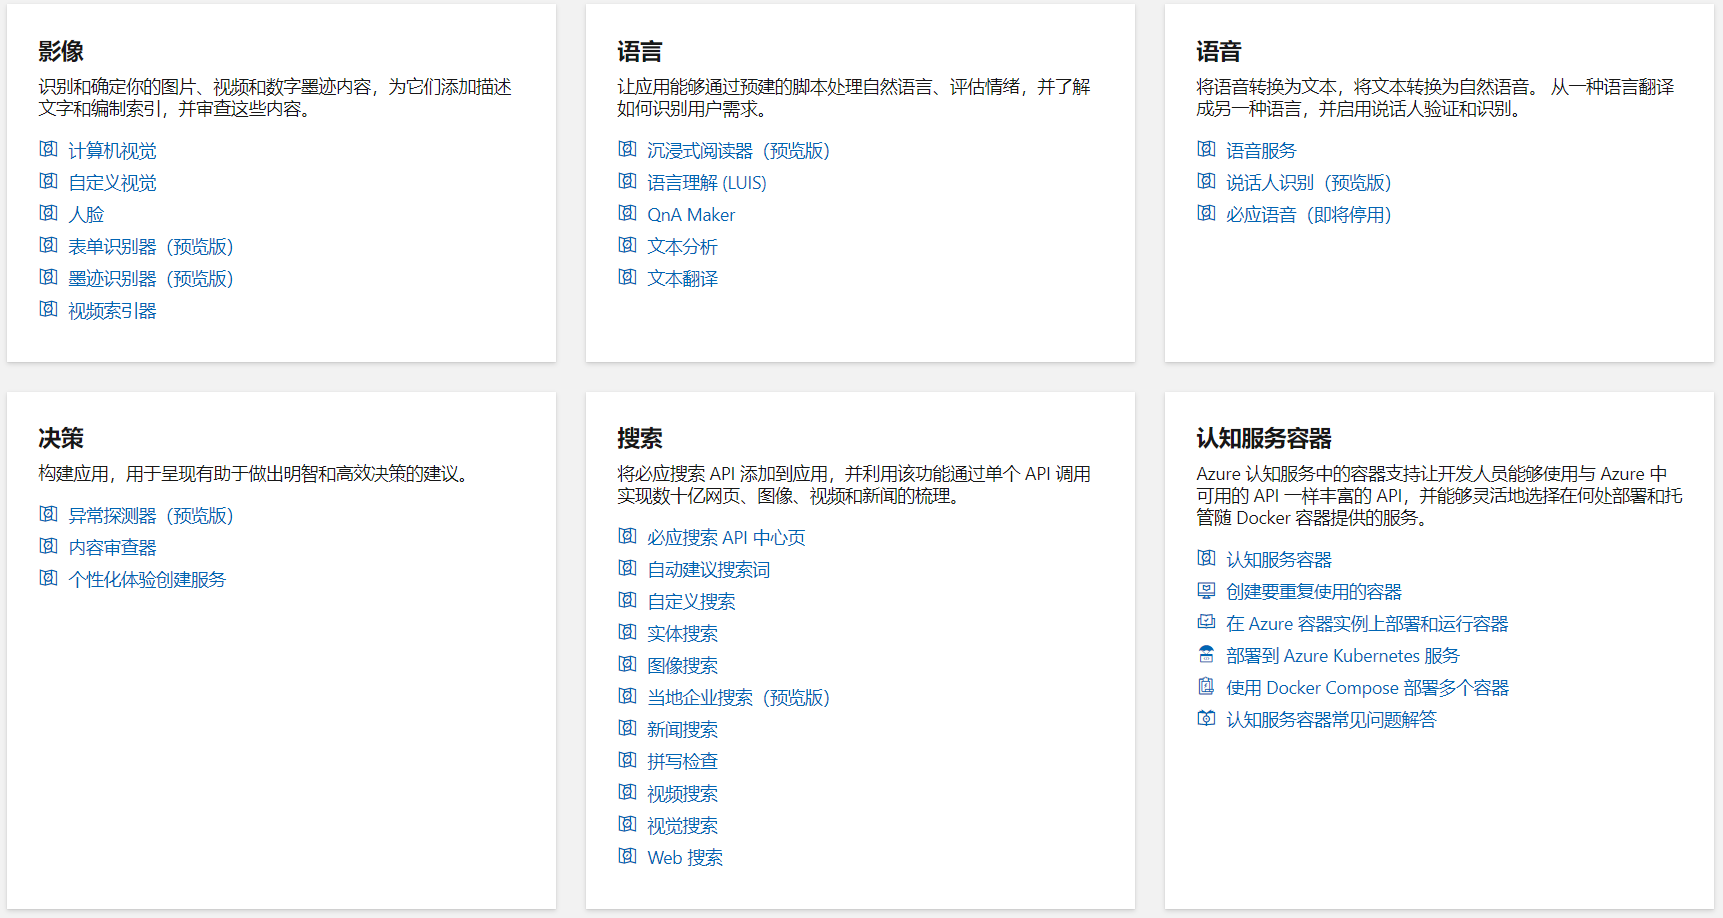 影像
识别和确定你的图片、视频和数字墨迹内容，为它们添加描述
文字和编制索引，并审查这些内容。
计算机视觉
自定义视觉
人脸
表单识别器（预览版）
墨迹识别器（预览版）
视频索引器
语言
让应用能够通过预建的脚本处理自然语言、评估情绪，并了解
如何识别用户需求。
沉浸式阅读器（预览版）
语言理解 (LUIS)
QnA Maker
文本分析
文本翻译
语音
将语音转换为文本，将文本转换为自然语音。 从一种语言翻译
成另一种语言，并启用说话人验证和识别。
语音服务
说话人识别（预览版）
必应语音（即将停用）
决策
构建应用，用于呈现有助于做出明智和高效决策的建议。
异常探测器（预览版）
内容审查器
个性化体验创建服务
搜索
将必应搜索 API 添加到应用，并利用该功能通过单个 API 调用
实现数十亿网页、图像、视频和新闻的梳理。
必应搜索 API 中心页
自动建议搜索词
自定义搜索
实体搜索
图像搜索
当地企业搜索（预览版）
新闻搜索
拼写检查
视频搜索
视觉搜索
Web 搜索
认知服务容器
Azure 认知服务中的容器支持让开发人员能够使用与 Azure 中
可用的 API 一样丰富的 API，并能够灵活地选择在何处部署和托
管随 Docker 容器提供的服务。
认知服务容器
创建要重复使用的容器
在 Azure 容器实例上部署和运行容器
部署到 Azure Kubernetes 服务
使用 Docker Compose 部署多个容器
认知服务容器常见问题解答